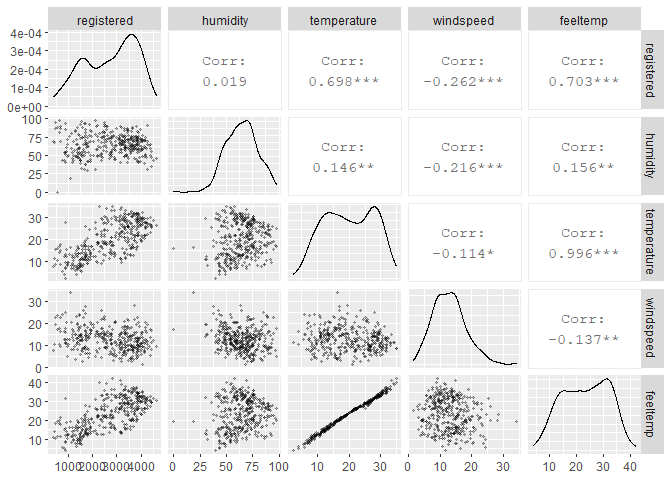 registered humidity temperature windspeed feeltemp
4e-04
3e-04
2e-04
1e-04
0e+00
Corr:
0.019
Corr:
0.698***
Corr:
-0.262***
Corr:
0.703***
registered
100
75
50
25
0
Corr:
0.146**
Corr:
-0.216***
Corr:
0.156**
humidity
30
20
10
Corr:
-0.114*
Corr:
0.996***
temperature
30
20
10
0
Corr:
-0.137**
windspeed
40
30
20
10
feeltemp
1000 2000 3000 4000 0 25 50 75 100 10 20 30 0 10 20 30 10 20 30 40